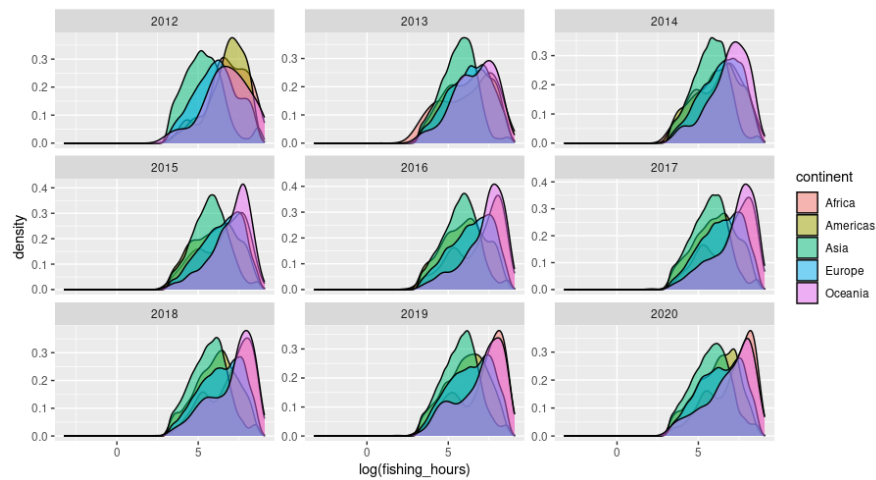 2012 2013 2014
0.3 0.3 0.3
0.2 0.2 0.2
0.1 0.1 0.1
0.0 0.0 0.0
2015 2016 2017
0.4 0.4 0.4
0.3 0.3 0.3
0.2 0.2 0.2
0.1 0.1 0.1
0.0 0.0 0.0
2018 2019 2020
0.3 0.3 0.3
0.2 0.2 0.2
0.1 0.1 0.1
0.0 0.0 0.0
0 5 0 5 0 5
density
log(fishing_hours)
continent
Africa
Americas
Asia
Europe
Oceania